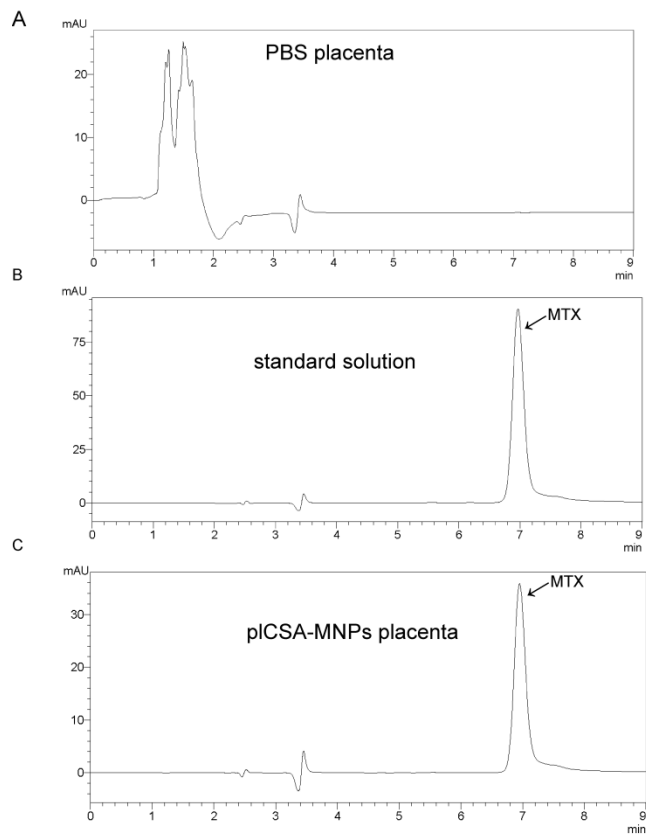 A
mAU
PBS placenta
20
10
0
0 1 2 3 4 5 6 7 8 9
min
B
mAU
MTX
75
standard solution
50
25
0
0 1 2 3 4 5 6 7 8 9
min
C
mAU
MTX
30
plCSA-MNPs placenta
20
10
0
0 1 2 3 4 5 6 7 8 9
min